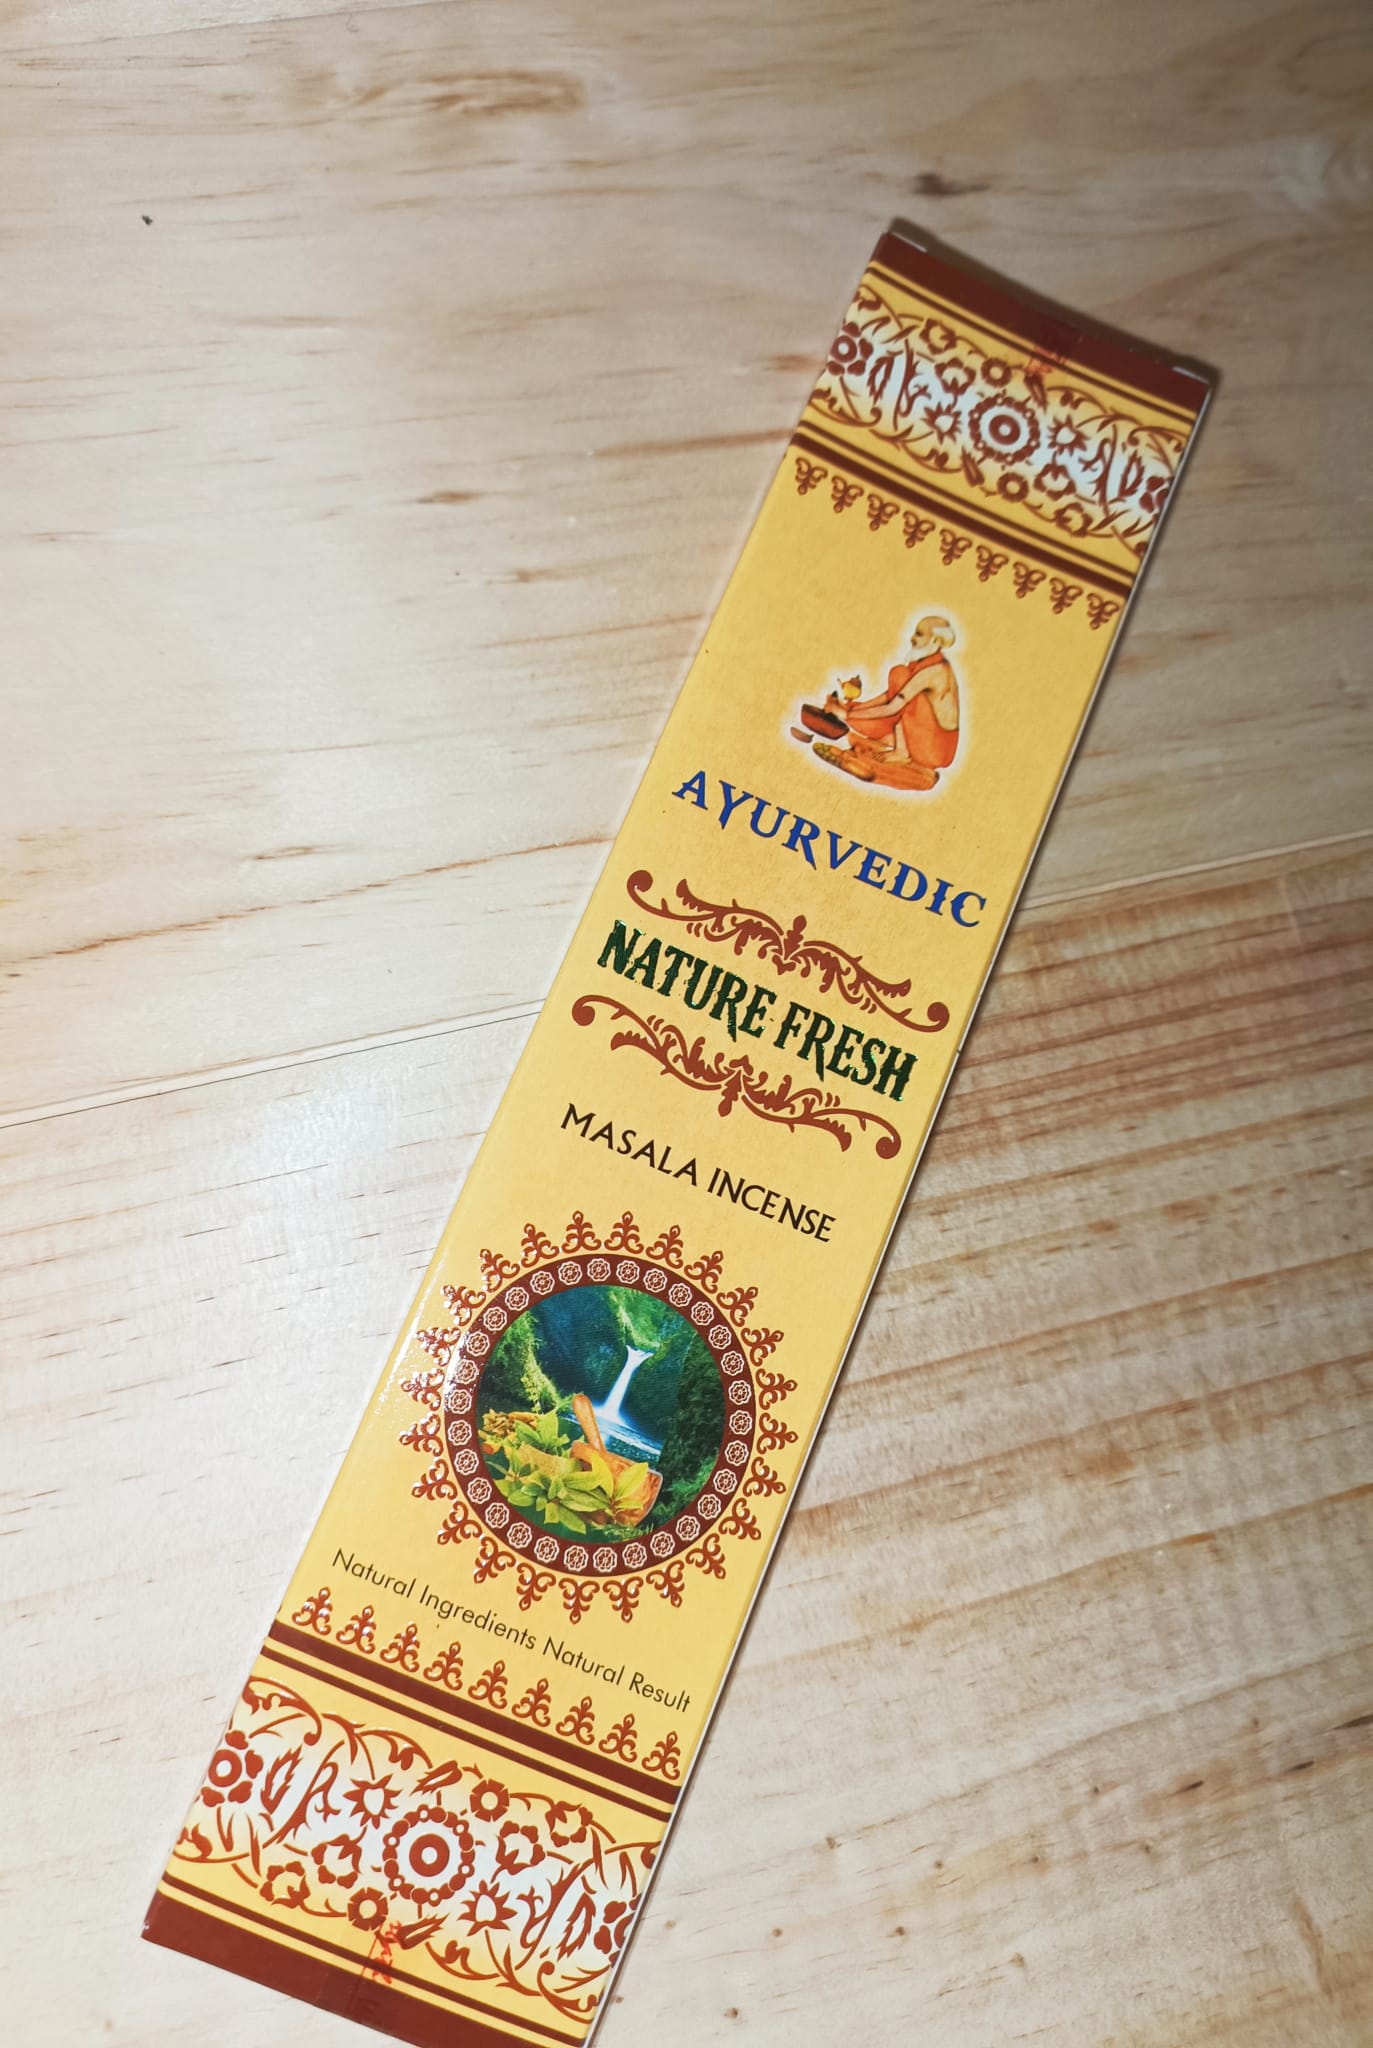 AYURVEDIC
NATURE FRESH
MASALA INCENSE
Natural Ingredients Natural Result